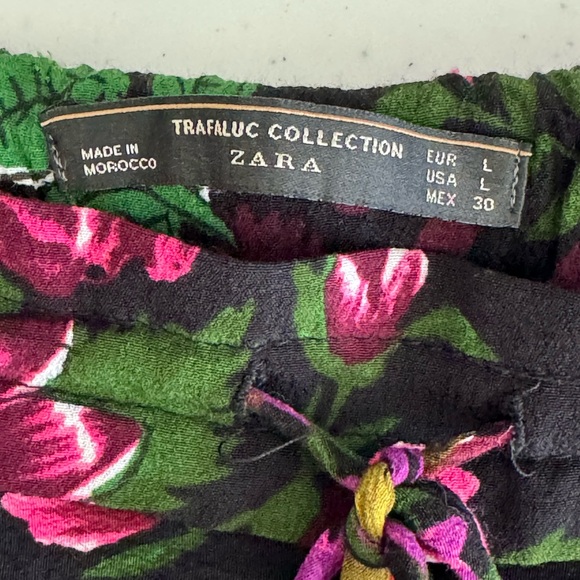 TRAFALUC COLLECTION
ZARA
MADE IN
MOROCCO
EUR L
USA L
MEX 30